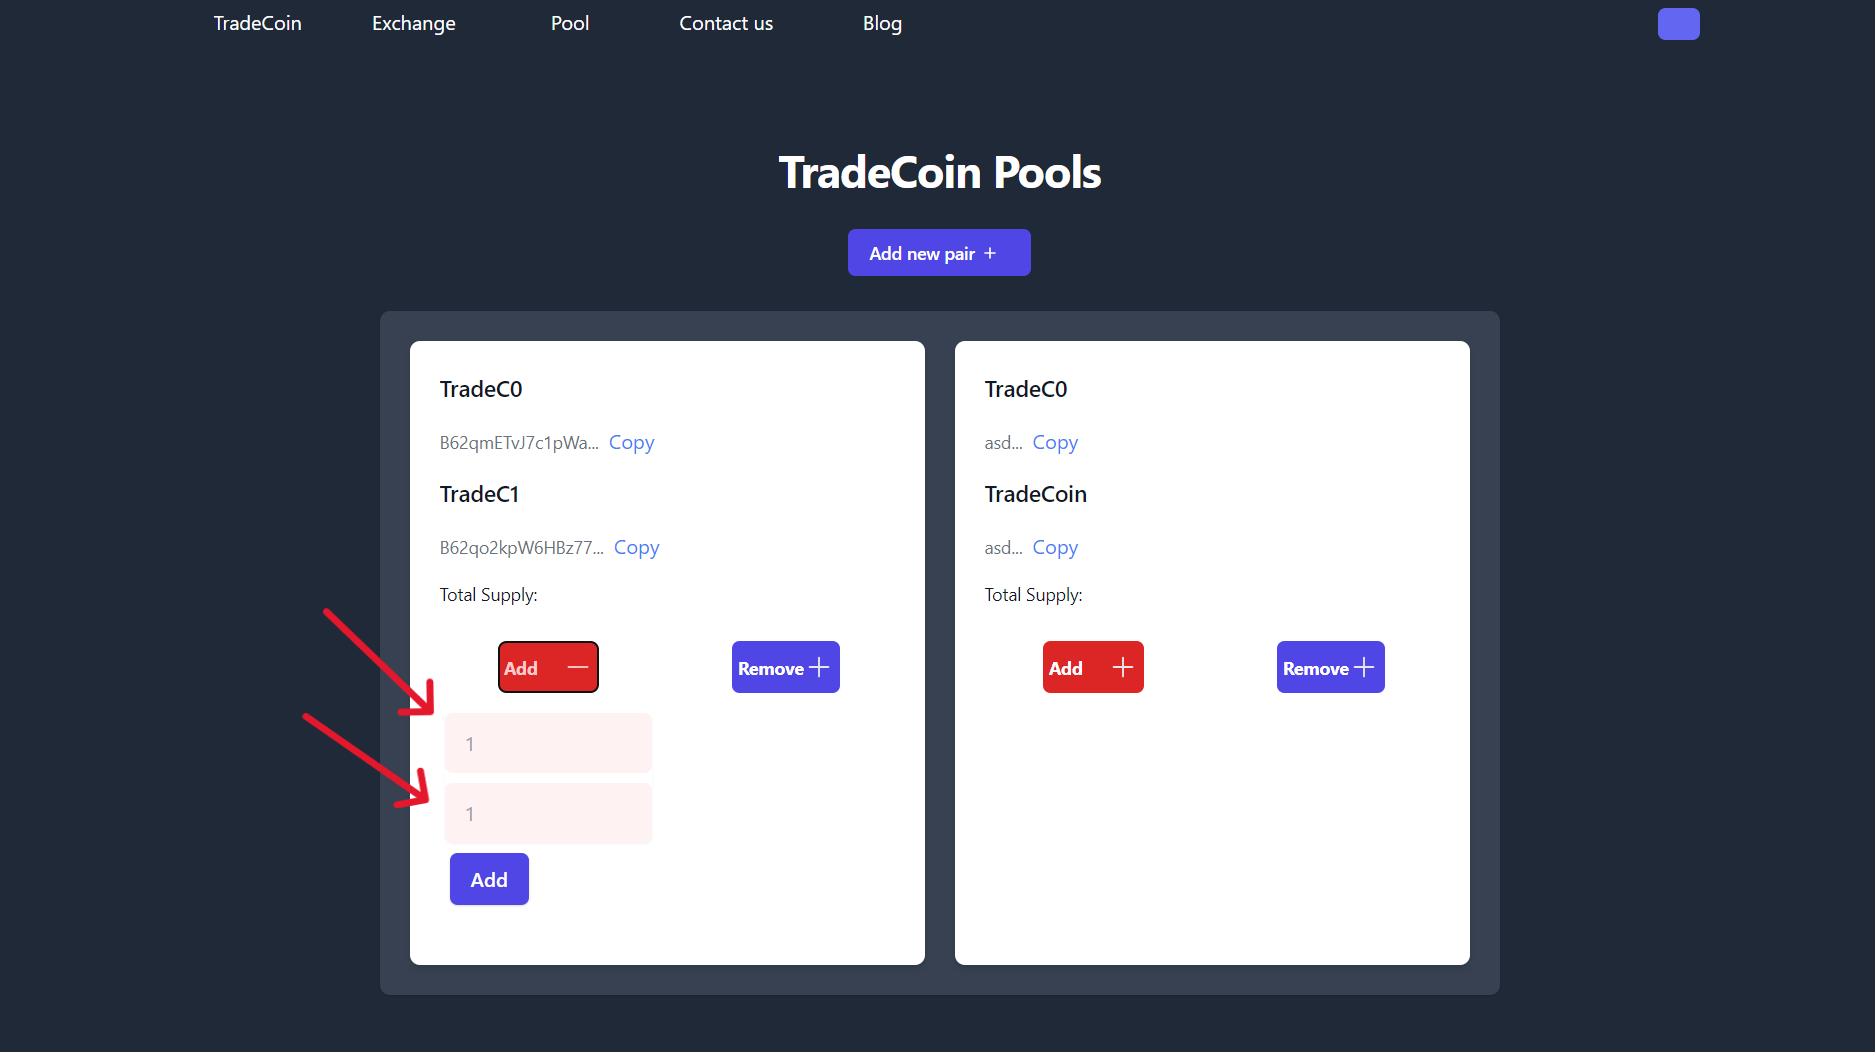 TradeCoin Exchange Pool Contact us Blog
TradeCoin Pools
Add new pair +
TradeC0
B62qmETvJ7c1pWa... Copy
TradeC1
B62qo2kpW6HBz77... Copy
Total Supply:
Add — Remove +
1
1
Add
TradeC0
asd... Copy
TradeCoin
asd... Copy
Total Supply:
Add + Remove +